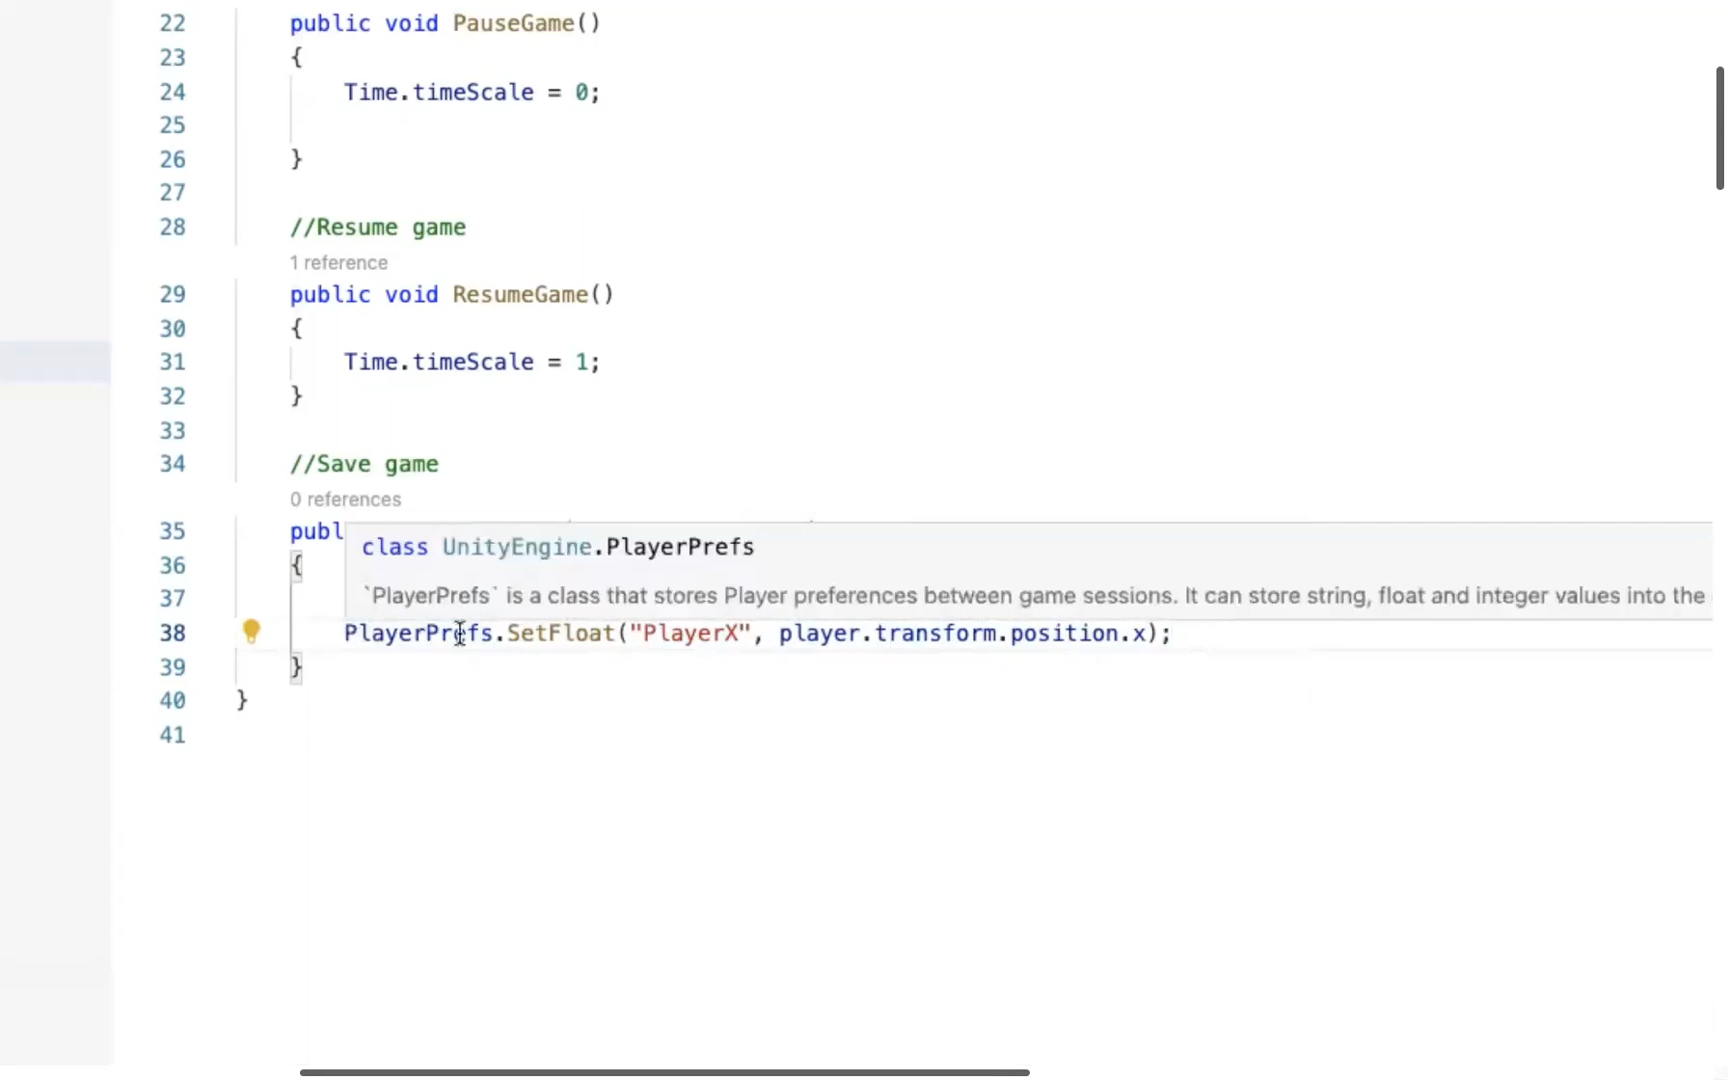 22 public void PauseGame()
23 {
24 Time.timeScale = 0;
25
26 }
27
28 //Resume game
1 reference
29 public void ResumeGame()
30 {
31 Time.timeScale = 1;
32 }
33
34 //Save game
0 references
35 publ
class UnityEngine.PlayerPrefs
36 {
37 `PlayerPrefs` is a class that stores Player preferences between game sessions. It can store string, float and integer values into the
38 PlayerPrefs.SetFloat("PlayerX", player.transform.position.x);
39 }
40 }
41